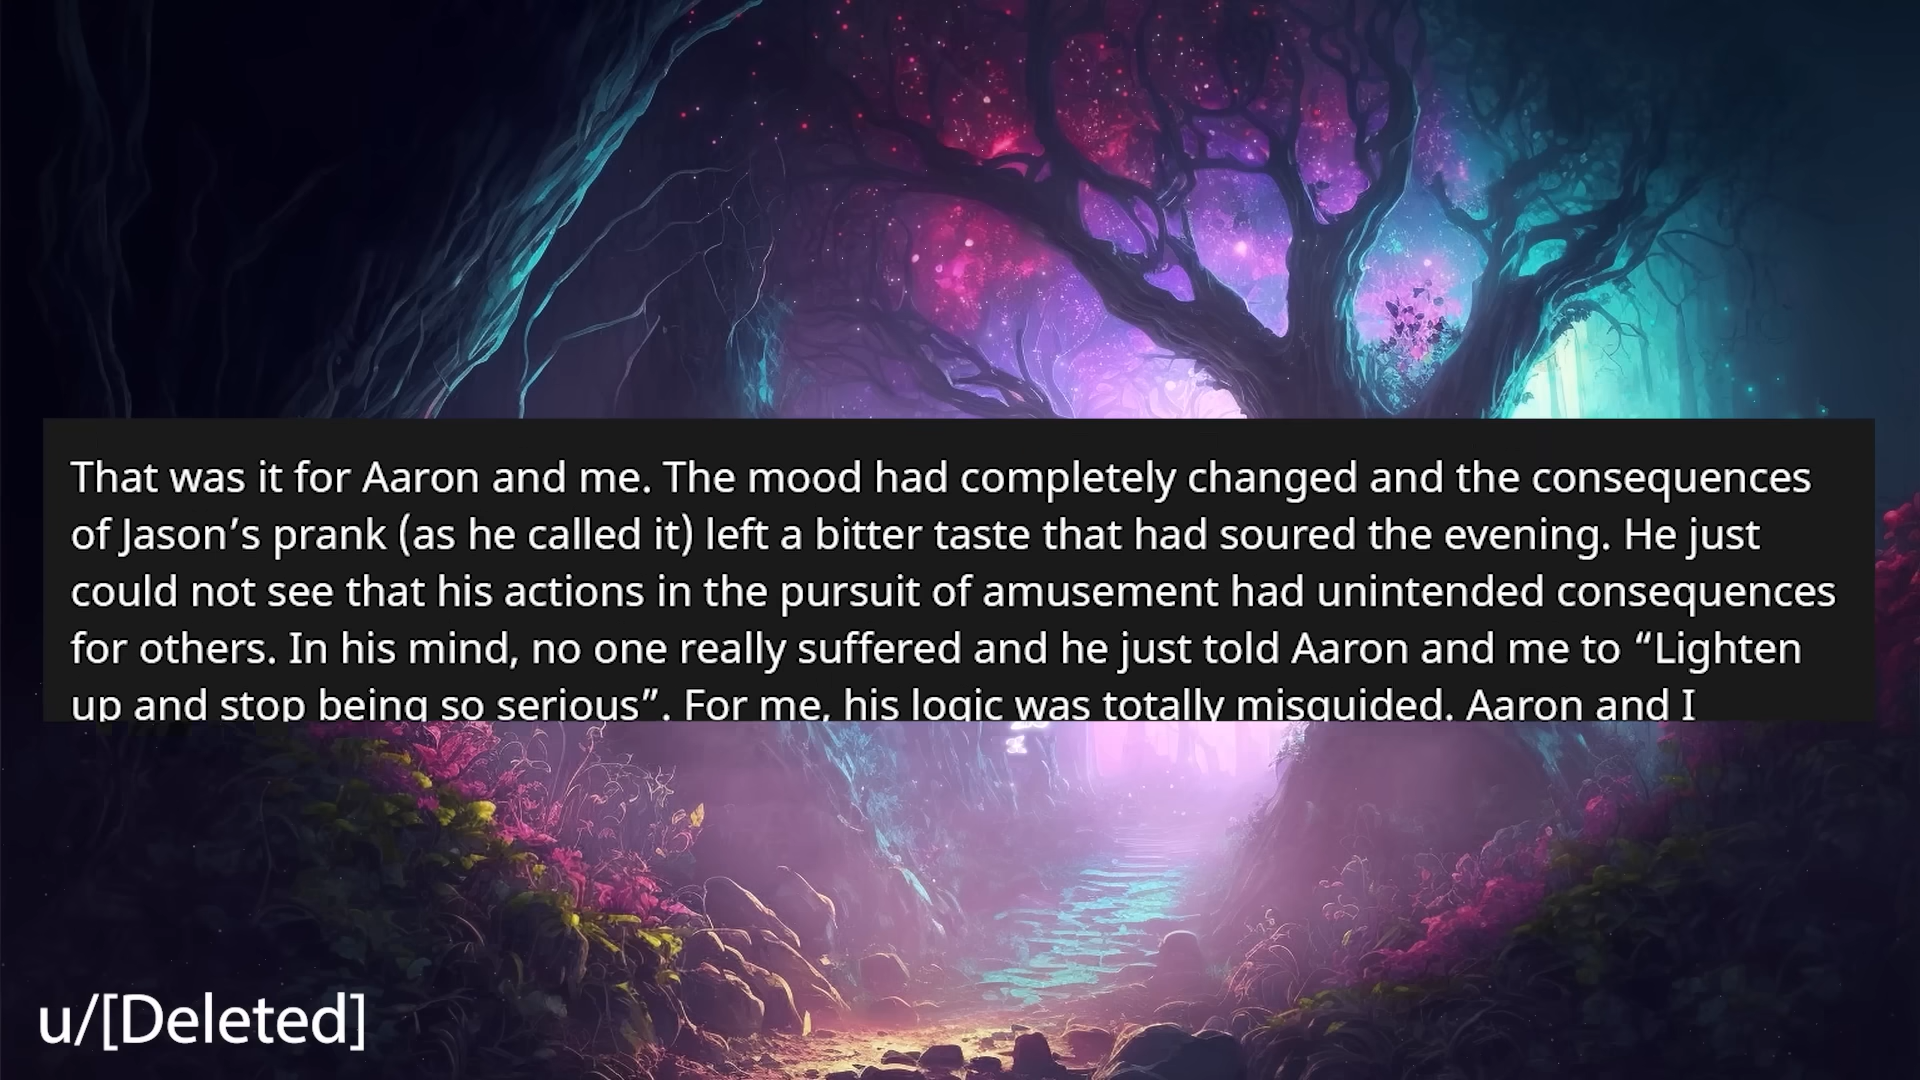 That was it for Aaron and me. The mood had completely changed and the consequences
of Jason’s prank (as he called it) left a bitter taste that had soured the evening. He just
could not see that his actions in the pursuit of amusement had unintended consequences
for others. In his mind, no one really suffered and he just told Aaron and me to “Lighten
up and stop being so serious”. For me, his logic was totally misguided. Aaron and I
u/[Deleted]